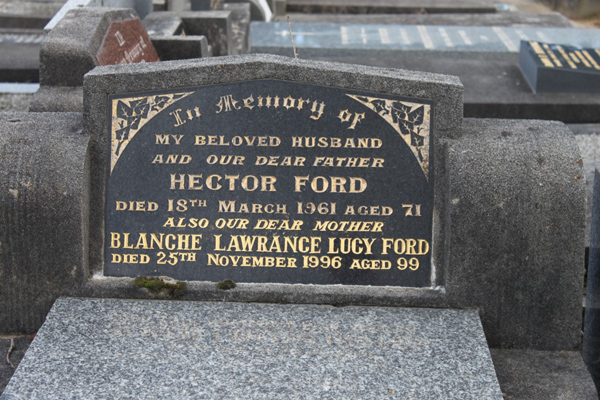 In Memory of
MY BELOVED HUSBAND
AND OUR DEAR FATHER
HECTOR FORD
DIED 18TH MARCH 1961 AGED 71
ALSO OUR DEAR MOTHER
BLANCHE LAWRANCE LUCY FORD
DIED 25TH NOVEMBER 1996 AGED 99